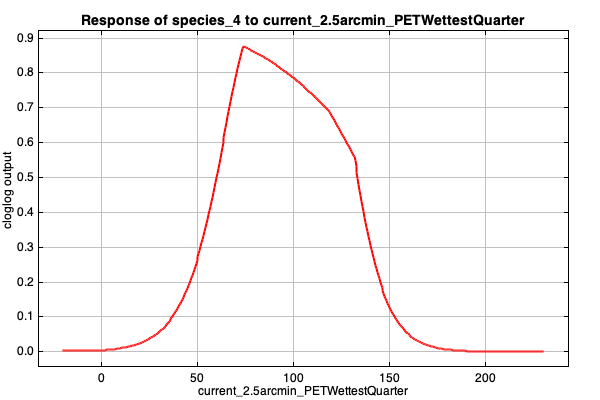 Response of species_4 to current_2.5arcmin_PETWettestQuarter
cloglog output
0.9
0.8
0.7
0.6
0.5
0.4
0.3
0.2
0.1
0.0
0 50 100 150 200
current_2.5arcmin_PETWettestQuarter